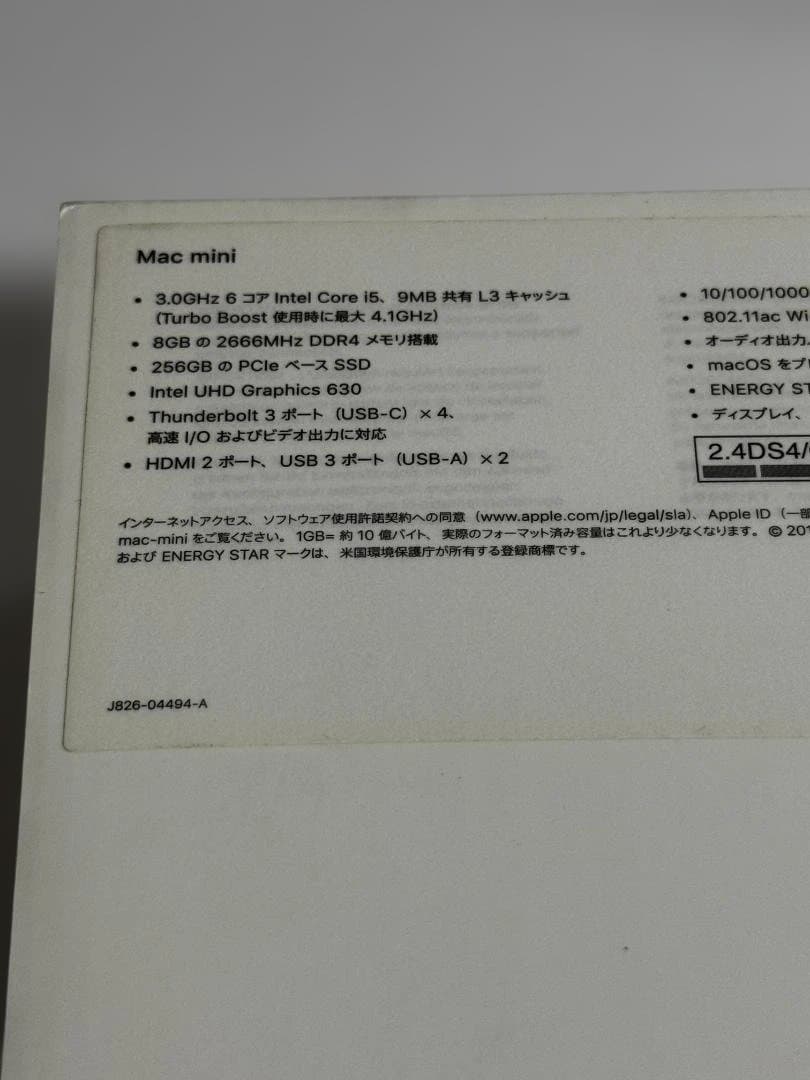 Mac mini
• 3.0GHz 6 コア Intel Core i5、9MB 共有 L3 キャッシュ
(Turbo Boost 使用時に最大 4.1GHz)
• 8GB の 2666MHz DDR4 メモリ搭載
• 256GB の PCIe ベース SSD
• Intel UHD Graphics 630
• Thunderbolt 3 ポート（USB-C）× 4、
高速 I/O およびビデオ出力に対応
• HDMI 2 ポート、USB 3 ポート（USB-A）× 2
• 10/100/1000
• 802.11ac Wi
• オーディオ出力
• macOS をプ
• ENERGY ST
• ディスプレイ、
2.4DS4/
インターネットアクセス、ソフトウェア使用許諾契約への同意（www.apple.com/jp/legal/sla）、Apple ID（一部
mac-mini をご覧ください。1GB= 約 10 億バイト、実際のフォーマット済み容量はこれより少なくなります。© 201
および ENERGY STAR マークは、米国環境保護庁が所有する登録商標です。
J826-04494-A